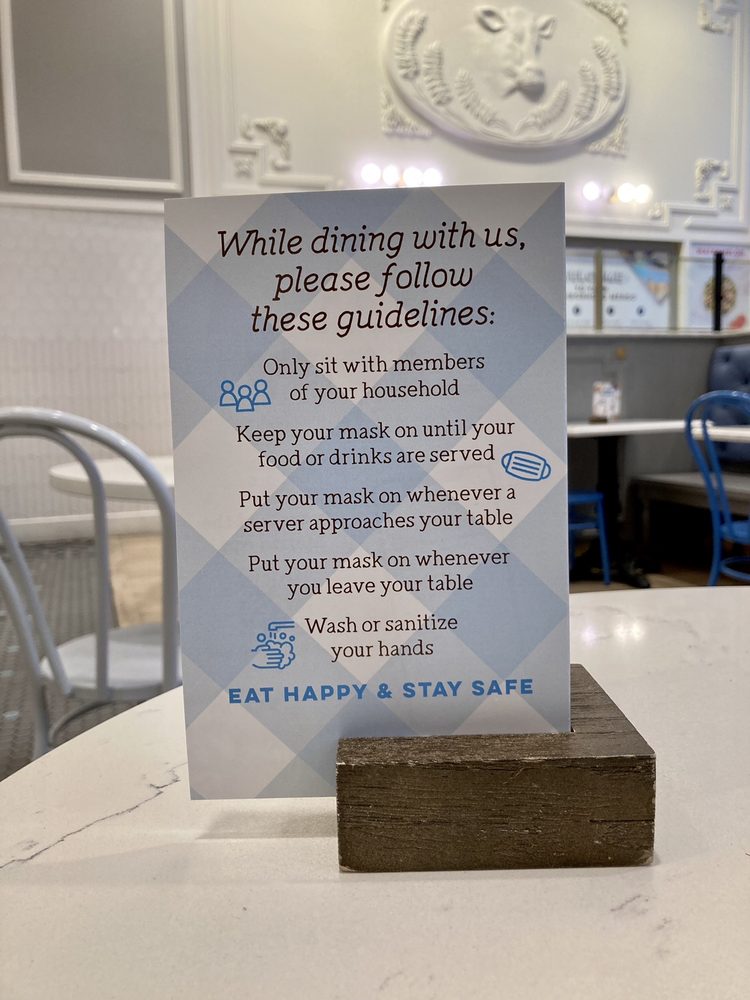 While dining with us,
please follow
these guidelines:
Only sit with members
of your household
Keep your mask on until your
food or drinks are served
Put your mask on whenever a
server approaches your table
Put your mask on whenever
you leave your table
Wash or sanitize
your hands
EAT HAPPY & STAY SAFE